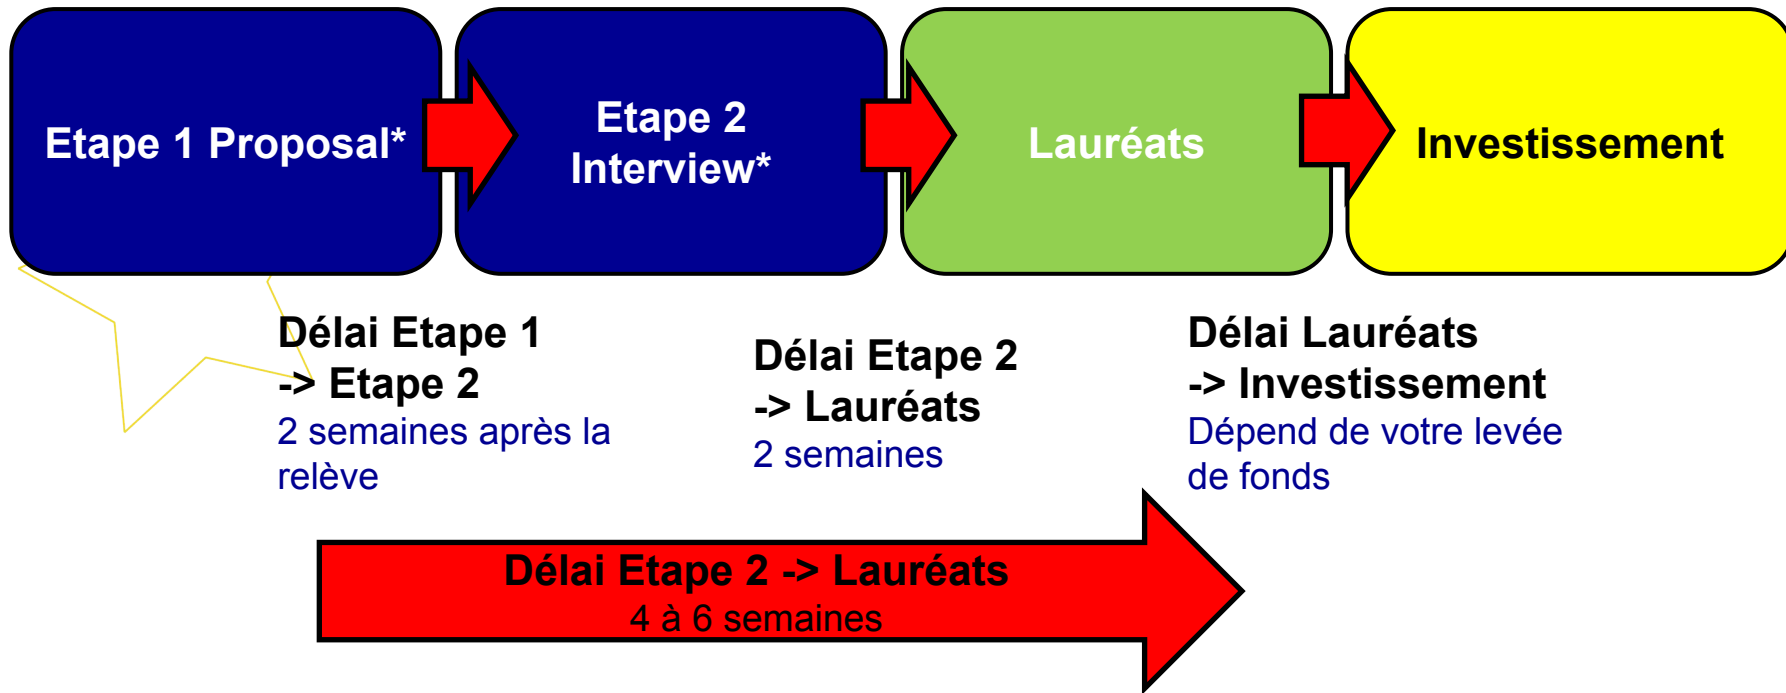 Etape 1 Proposal*
Etape 2
Interview*
Lauréats
Investissement
Délai Etape 1
-> Etape 2
2 semaines après la
relève
Délai Etape 2
-> Lauréats
2 semaines
Délai Lauréats
-> Investissement
Dépend de votre levée
de fonds
Délai Etape 2 -> Lauréats
4 à 6 semaines